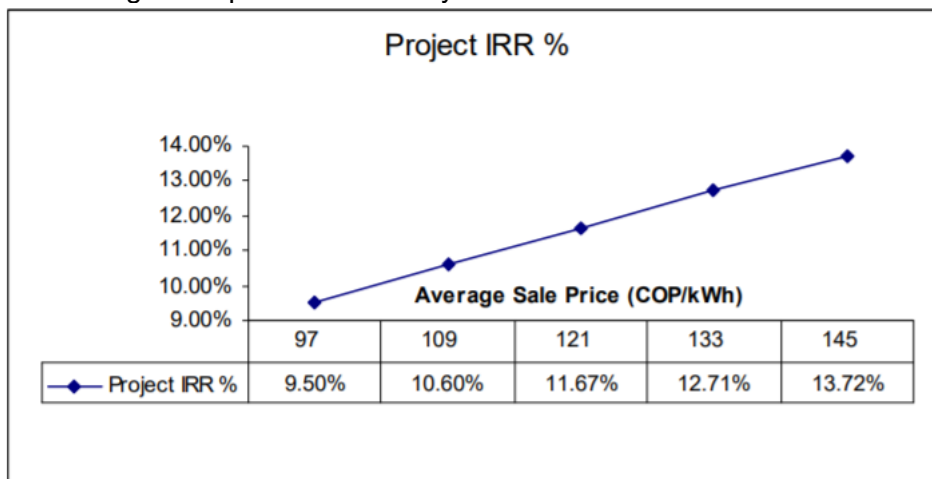 Project IRR %
14.00%
13.00%
12.00%
11.00%
10.00%
9.00%
Average Sale Price (COP/kWh)
97 109 121 133 145
Project IRR % 9.50% 10.60% 11.67% 12.71% 13.72%